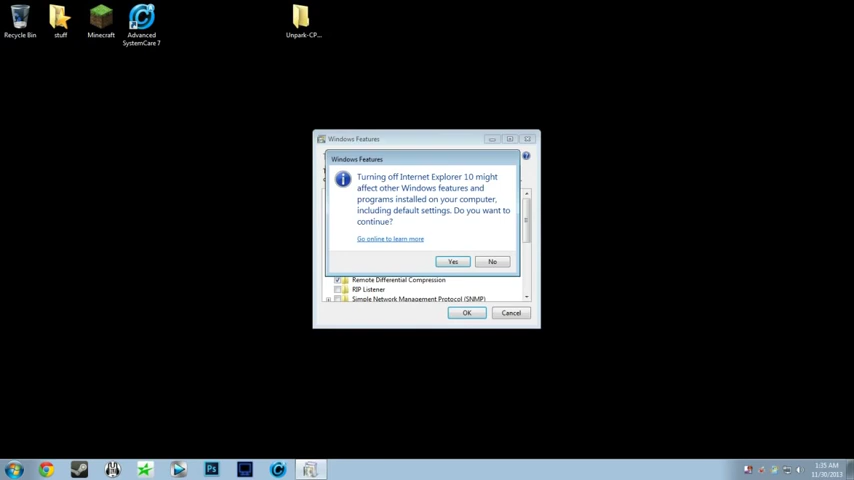 Recycle Bin
stuff
Minecraft
Advanced
SystemCare 7
Unpark-CP...
Windows Features
Windows Features
Turning off Internet Explorer 10 might
affect other Windows features and
programs installed on your computer,
including default settings. Do you want to
continue?
Go online to learn more
Yes
No
Remote Differential Compression
RIP Listener
Simple Network Management Protocol (SNMP)
OK
Cancel
Ps
1:35 AM
11/30/2013